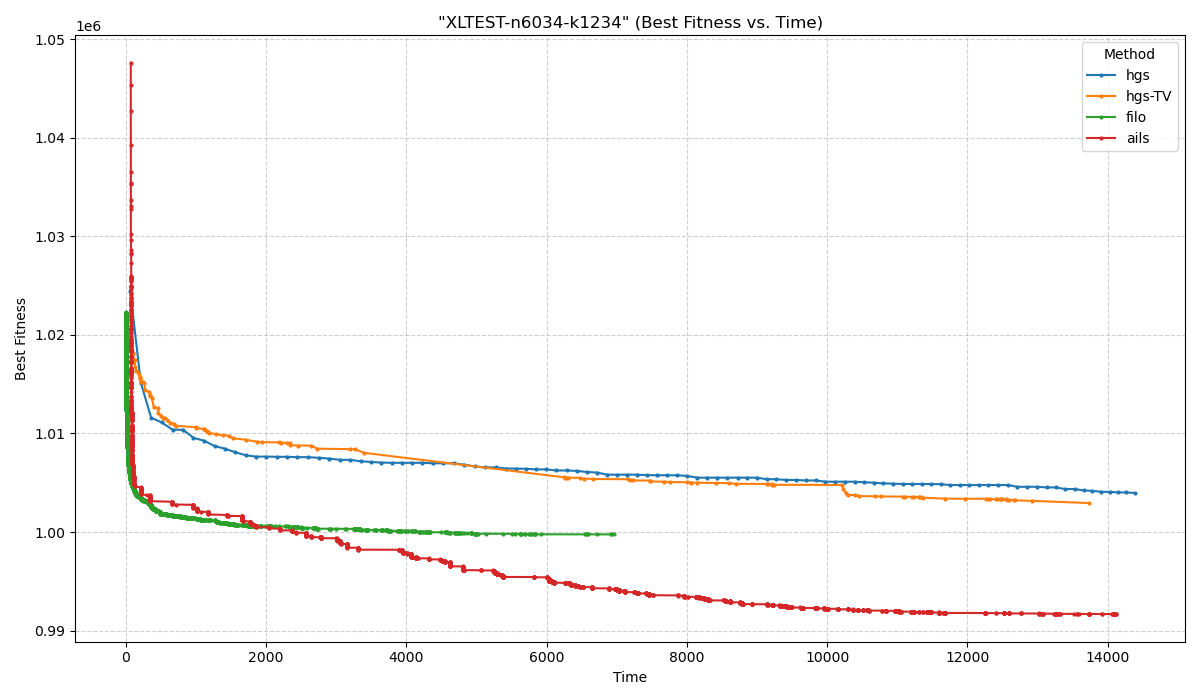 "XLTEST-n6034-k1234" (Best Fitness vs. Time)
1e6
1.05
1.04
1.03
1.02
1.01
1.00
0.99
Best Fitness
Method
hgs
hgs-TV
filo
ails
0 2000 4000 6000 8000 10000 12000 14000
Time